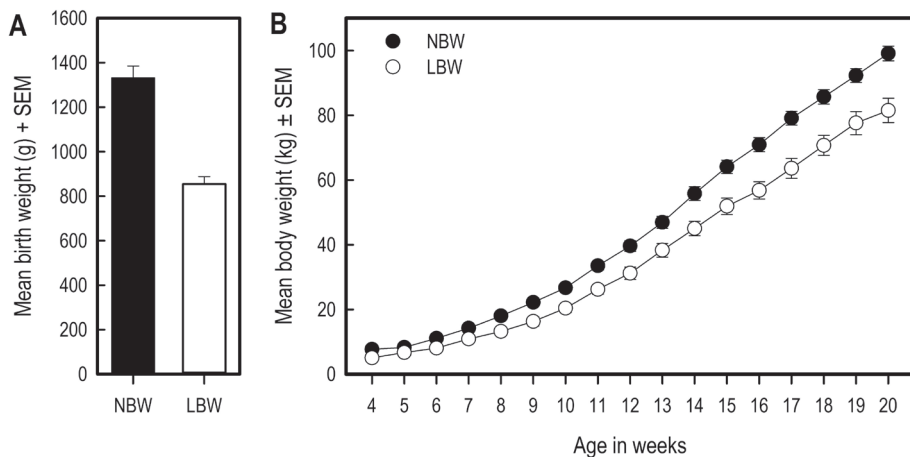 A
Mean birth weight (g) + SEM
1600
1400
1200
1000
800
600
400
200
0
NBW LBW
B
NBW
LBW
Mean body weight (kg) ± SEM
100
80
60
40
20
0
4 5 6 7 8 9 10 11 12 13 14 15 16 17 18 19 20
Age in weeks